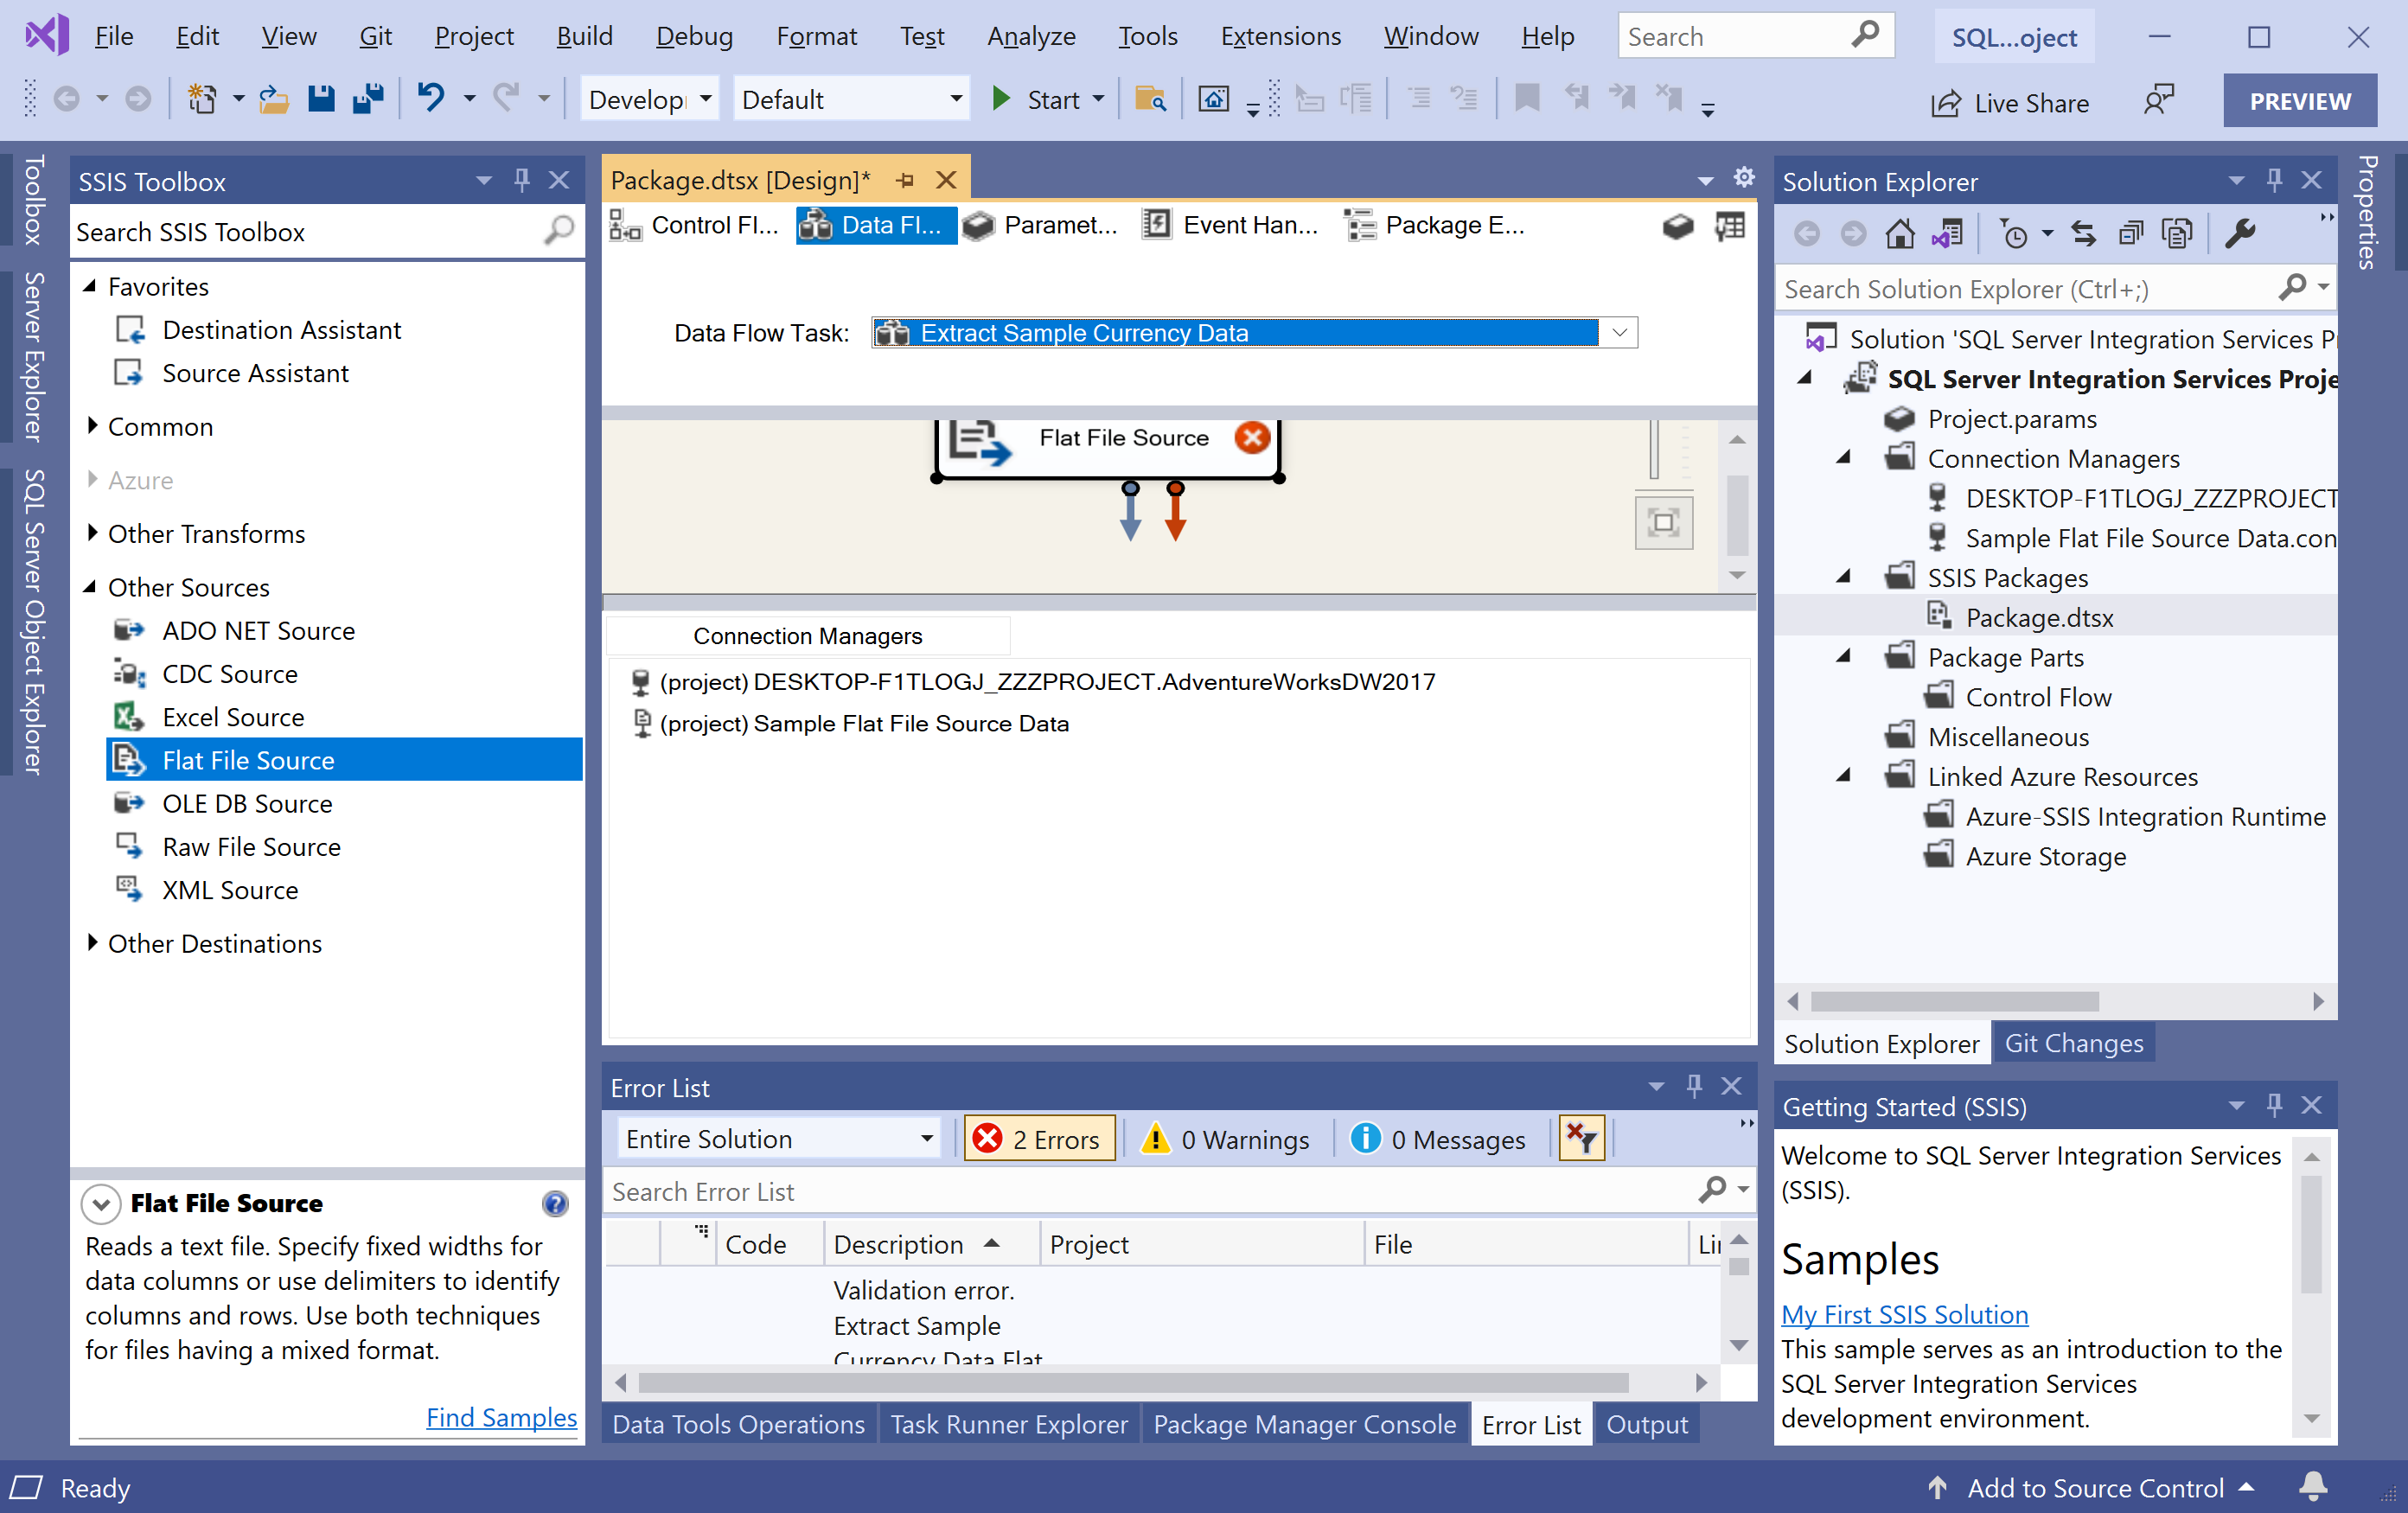 File Edit View Git Project Build Debug Format Test Analyze Tools Extensions Window Help Search SQL...oject
Develop Default Start Live Share PREVIEW
Toolbox
Server Explorer
SQL Server Object Explorer
SSIS Toolbox
Search SSIS Toolbox
Favorites
Destination Assistant
Source Assistant
Common
Azure
Other Transforms
Other Sources
ADO NET Source
CDC Source
Excel Source
Flat File Source
OLE DB Source
Raw File Source
XML Source
Other Destinations
Flat File Source
Reads a text file. Specify fixed widths for
data columns or use delimiters to identify
columns and rows. Use both techniques
for files having a mixed format.
Find Samples
Package.dtsx [Design]*
Control Fl... Data Fl... Paramet... Event Han... Package E...
Data Flow Task: Extract Sample Currency Data
Flat File Source
Connection Managers
(project) DESKTOP-F1TLOGJ_ZZZPROJECT.AdventureWorksDW2017
(project) Sample Flat File Source Data
Error List
Entire Solution 2 Errors 0 Warnings 0 Messages
Search Error List
Code Description Project File Li
Validation error.
Extract Sample
Currency Data Flat
Data Tools Operations Task Runner Explorer Package Manager Console Error List Output
Solution Explorer
Search Solution Explorer (Ctrl+;)
Solution 'SQL Server Integration Services P
SQL Server Integration Services Proje
Project.params
Connection Managers
DESKTOP-F1TLOGJ_ZZZPROJECT
Sample Flat File Source Data.con
SSIS Packages
Package.dtsx
Package Parts
Control Flow
Miscellaneous
Linked Azure Resources
Azure-SSIS Integration Runtime
Azure Storage
Solution Explorer Git Changes
Getting Started (SSIS)
Welcome to SQL Server Integration Services
(SSIS).
Samples
My First SSIS Solution
This sample serves as an introduction to the
SQL Server Integration Services
development environment.
Properties
Ready Add to Source Control